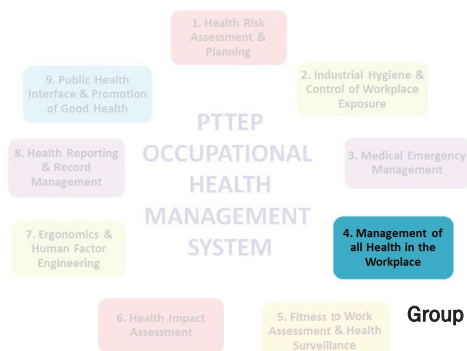 1. Health Risk
Assessment &
Planning
2. Industrial Hygiene &
Control of Workplace
Exposure
3. Medical Emergency
Management
4. Management of
all Health in the
Workplace
Group
5. Fitness to Work
Assessment & Health
Surveillance
6. Health Impact
Assessment
7. Ergonomics &
Human Factor
Engineering
8. Health Reporting
& Record
Management
9. Public Health
Interface & Promotion
of Good Health
PTTEP
OCCUPATIONAL
HEALTH
MANAGEMENT
SYSTEM